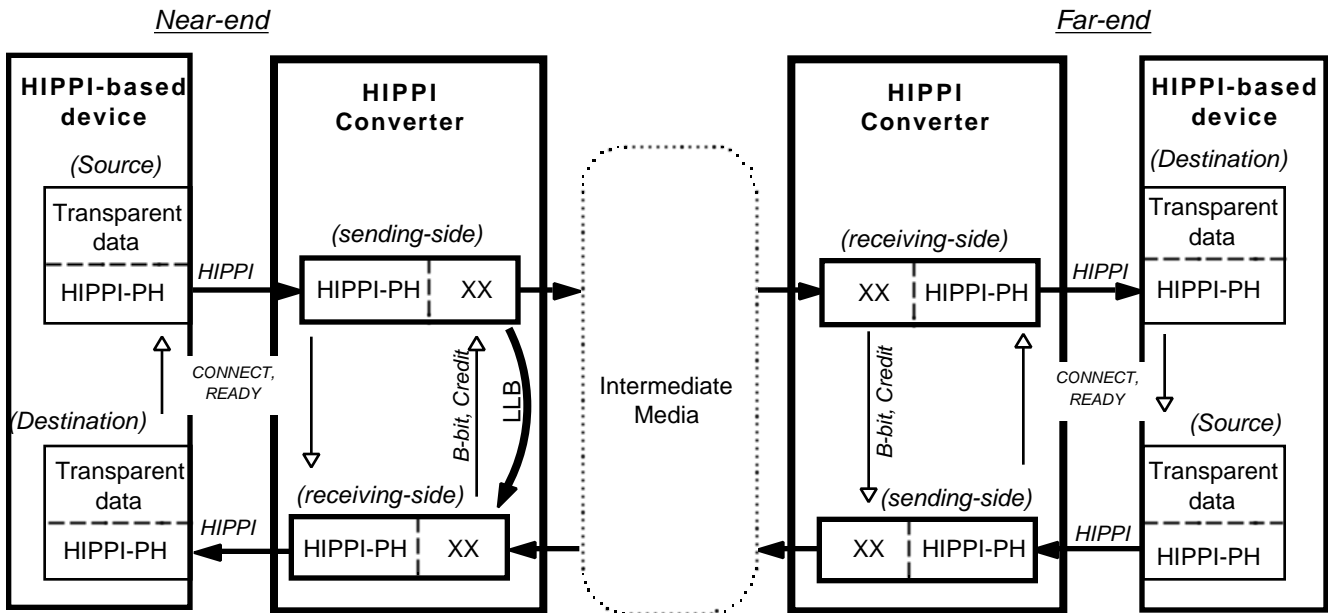 Near-end
Far-end
HIPPI-based
device
HIPPI
Converter
HIPPI
Converter
HIPPI-based
device
(Source)
(Destination)
Transparent
data
HIPPI-PH
HIPPI
(sending-side)
HIPPI-PH
XX
(receiving-side)
XX
HIPPI-PH
HIPPI
Transparent
data
HIPPI-PH
CONNECT,
READY
B-bit, Credit
LLB
Intermediate
Media
B-bit, Credit
CONNECT,
READY
(Destination)
(Source)
Transparent
data
HIPPI-PH
HIPPI
(receiving-side)
HIPPI-PH
XX
(sending-side)
XX
HIPPI-PH
HIPPI
Transparent
data
HIPPI-PH